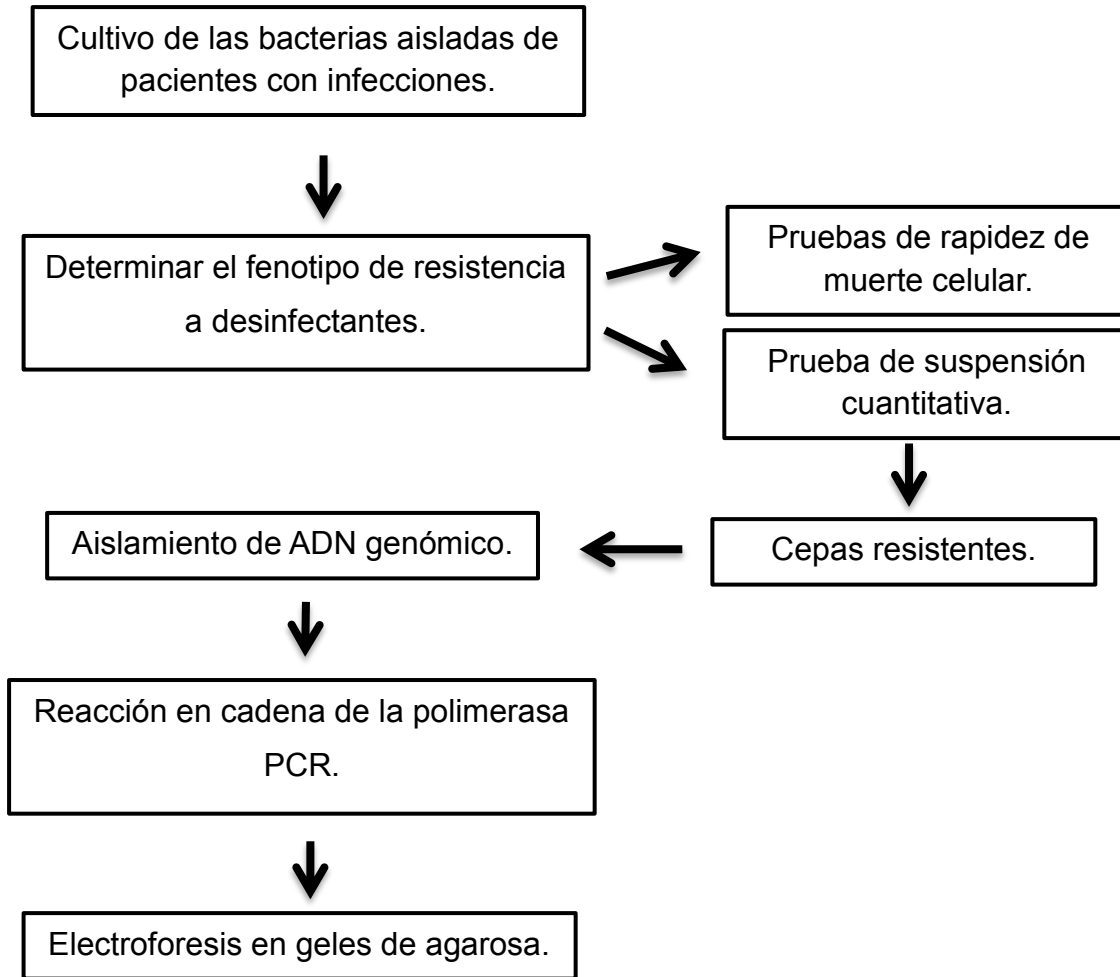 Cultivo de las bacterias aisladas de
pacientes con infecciones.
Determinar el fenotipo de resistencia
a desinfectantes.
Pruebas de rapidez de
muerte celular.
Prueba de suspensión
cuantitativa.
Cepas resistentes.
Aislamiento de ADN genómico.
Reacción en cadena de la polimerasa
PCR.
Electroforesis en geles de agarosa.